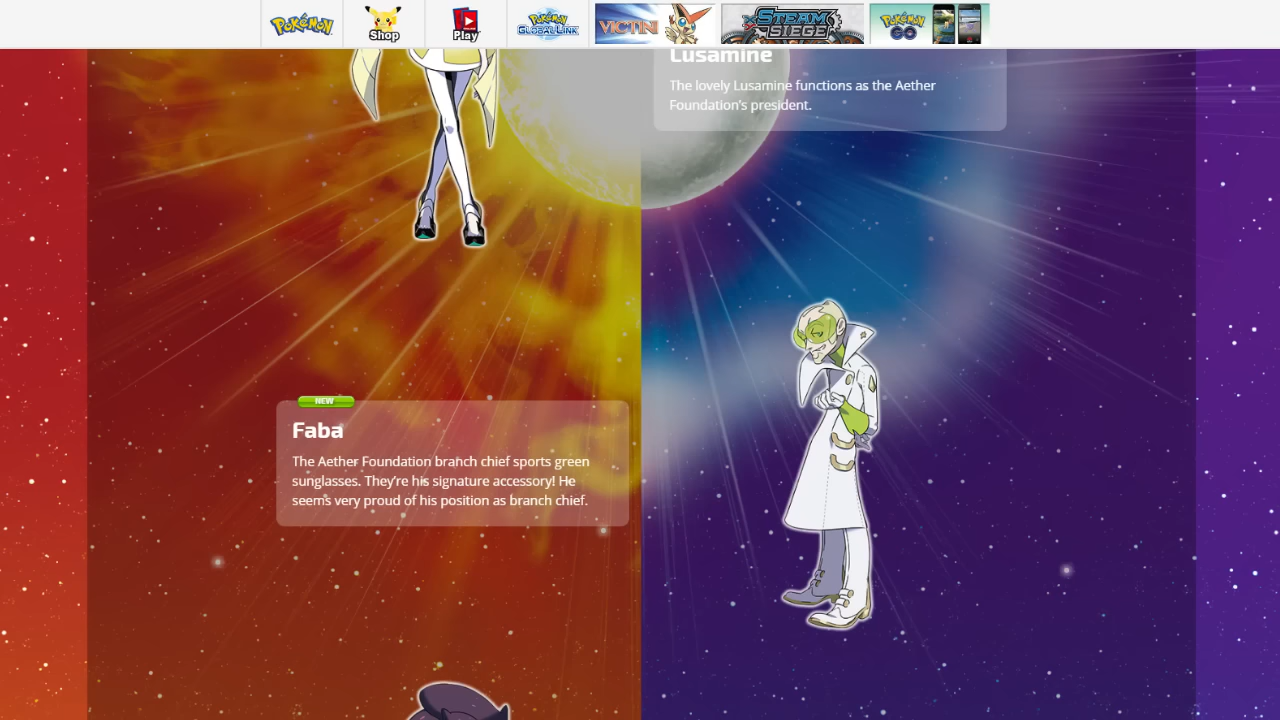 Pokémon
Shop
Play
Pokémon
Global Link
VICTINI
STEAM
SIEGE
Pokémon
GO
Lusamine
The lovely Lusamine functions as the Aether
Foundation's president.
NEW
Faba
The Aether Foundation branch chief sports green
sunglasses. They're his signature accessory! He
seems very proud of his position as branch chief.